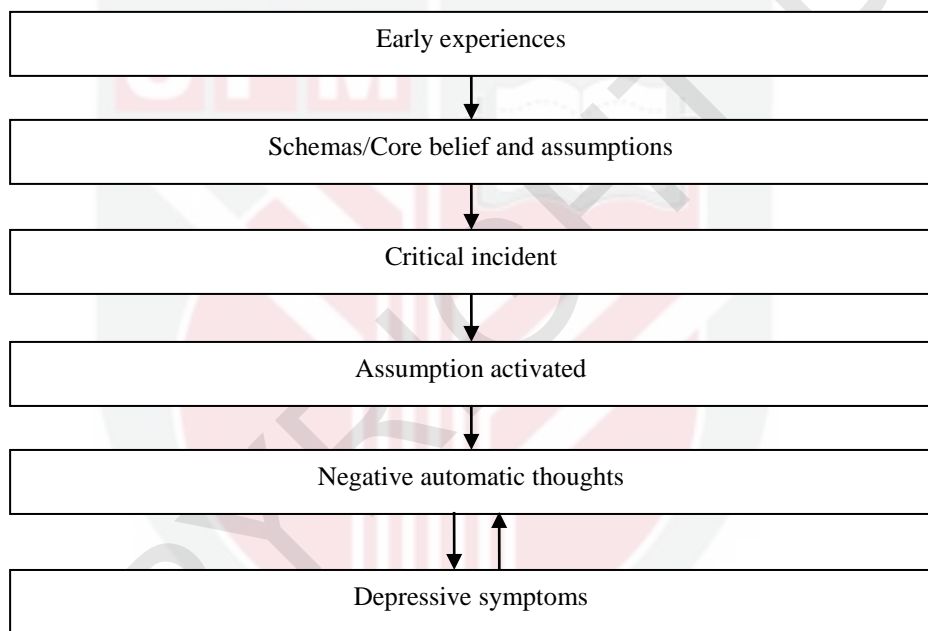 Early experiences
Schemas/Core belief and assumptions
Critical incident
Assumption activated
Negative automatic thoughts
Depressive symptoms